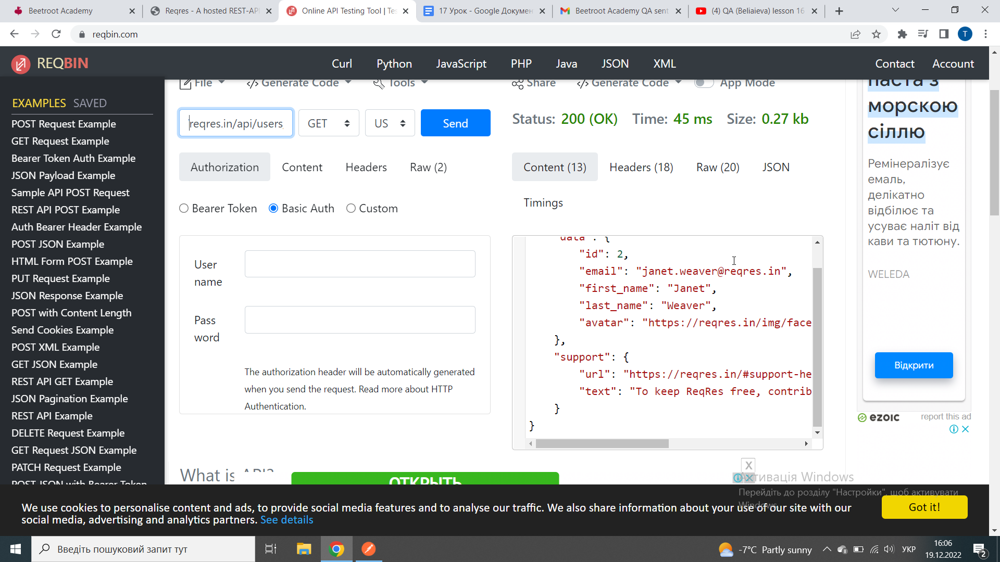 Beetroot Academy
Reqres - A hosted REST-API
Online API Testing Tool | Tes
17 Урок - Google Докумен
Beetroot Academy QA sent
(4) QA (Beliaieva) lesson 16
reqbin.com
T
REQBIN
Curl
Python
JavaScript
PHP
Java
JSON
XML
Contact
Account
File
</> Generate Code
Tools
Share
</> Generate Code
App Mode
EXAMPLES SAVED
POST Request Example
GET Request Example
Bearer Token Auth Example
JSON Payload Example
Sample API POST Request
REST API POST Example
Auth Bearer Header Example
POST JSON Example
HTML Form POST Example
PUT Request Example
JSON Response Example
POST with Content Length
Send Cookies Example
POST XML Example
GET JSON Example
REST API GET Example
JSON Pagination Example
REST API Example
DELETE Request Example
GET Request JSON Example
PATCH Request Example
POST JSON with Bearer Token
reqres.in/api/users
GET
US
Send
Status: 200 (OK) Time: 45 ms Size: 0.27 kb
Authorization
Content
Headers
Raw (2)
Content (13)
Headers (18)
Raw (20)
JSON
Timings
Bearer Token
Basic Auth
Custom
User
name
Pass
word
The authorization header will be automatically generated
when you send the request. Read more about HTTP
Authentication.
"data": {
"id": 2,
"email": "janet.weaver@reqres.in",
"first_name": "Janet",
"last_name": "Weaver",
"avatar": "https://reqres.in/img/face
},
"support": {
"url": "https://reqres.in/#support-he
"text": "To keep ReqRes free, contrib
}
}
паста з
морскою
сіллю
Ремінералізує
емаль,
делікатно
відбілює та
усуває наліт від
кави та тютюну.
WELEDA
Відкрити
ezoic
report this ad
What is API?
ОТКРЫТЬ
X
Активація Windows
Перейдіть до розділу "Настройки", щоб активувати
Windows.
We use cookies to personalise content and ads, to provide social media features and to analyse our traffic. We also share information about your use of our site with our
social media, advertising and analytics partners. See details
Got it!
Введіть пошуковий запит тут
-7°C Partly sunny
УКР
16:06
19.12.2022
2